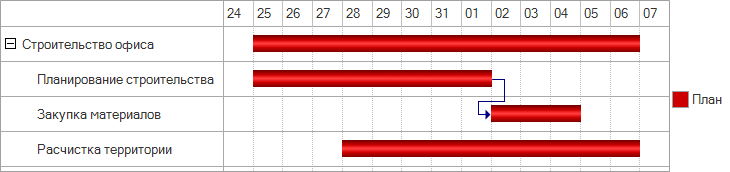 24 25 26 27 28 29 30 31 01 02 03 04 05 06 07
Строительство офиса
Планирование строительства
Закупка материалов
Расчистка территории
План